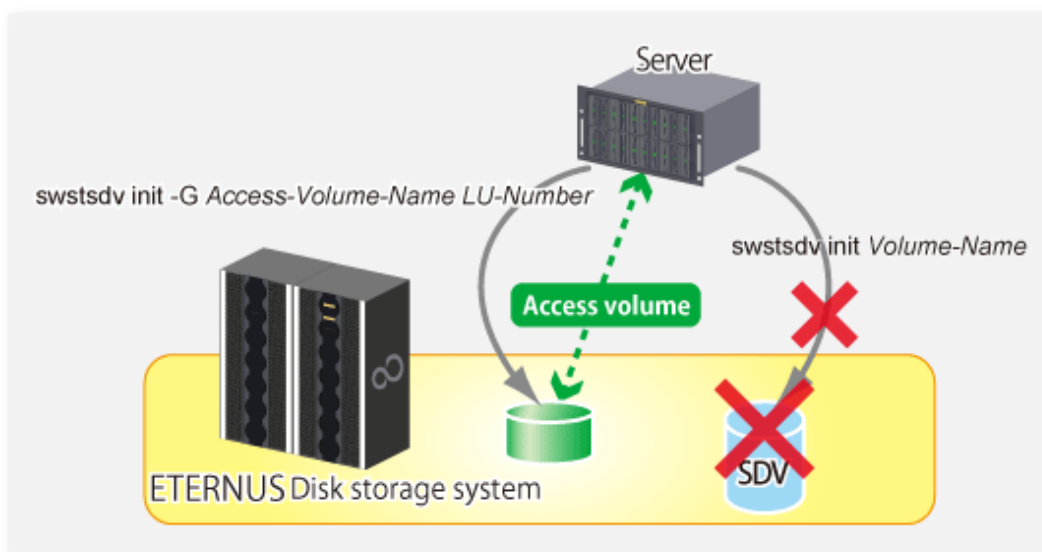 Server
swstsdv init -G Access-Volume-Name LU-Number
swstsdv init Volume-Name
Access volume
SDV
ETERNUS Disk storage system